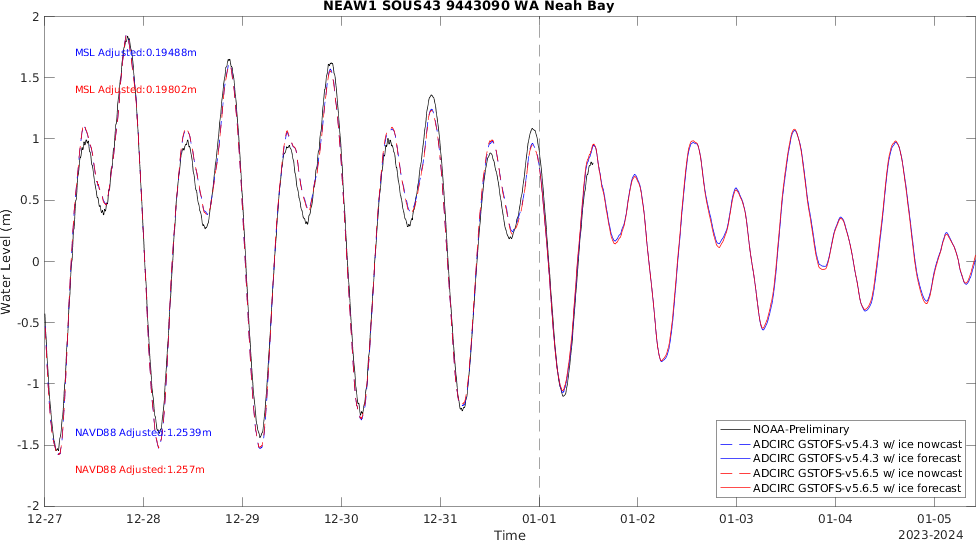 NEAW1 SOUS43 9443090 WA Neah Bay
Water Level (m)
2
1.5
1
0.5
0
-0.5
-1
-1.5
-2
MSL Adjusted:0.19488m
MSL Adjusted:0.19802m
NAVD88 Adjusted:1.2539m
NAVD88 Adjusted:1.257m
NOAA-Preliminary
ADCIRC GSTOFS-v5.4.3 w/ ice nowcast
ADCIRC GSTOFS-v5.4.3 w/ ice forecast
ADCIRC GSTOFS-v5.6.5 w/ ice nowcast
ADCIRC GSTOFS-v5.6.5 w/ ice forecast
12-27 12-28 12-29 12-30 12-31 01-01 01-02 01-03 01-04 01-05
Time
2023-2024